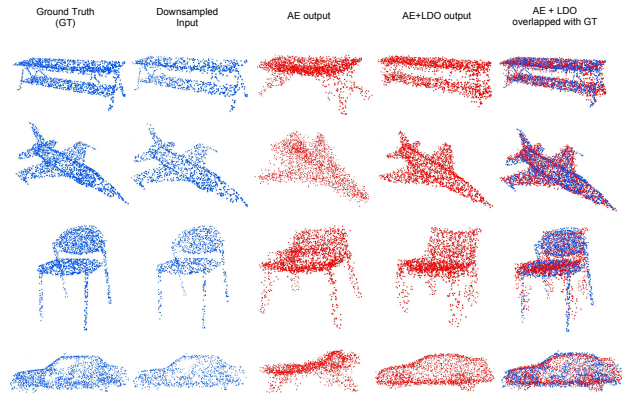 Ground Truth
(GT)
Downsampled
Input
AE output
AE+LDO output
AE + LDO
overlapped with GT